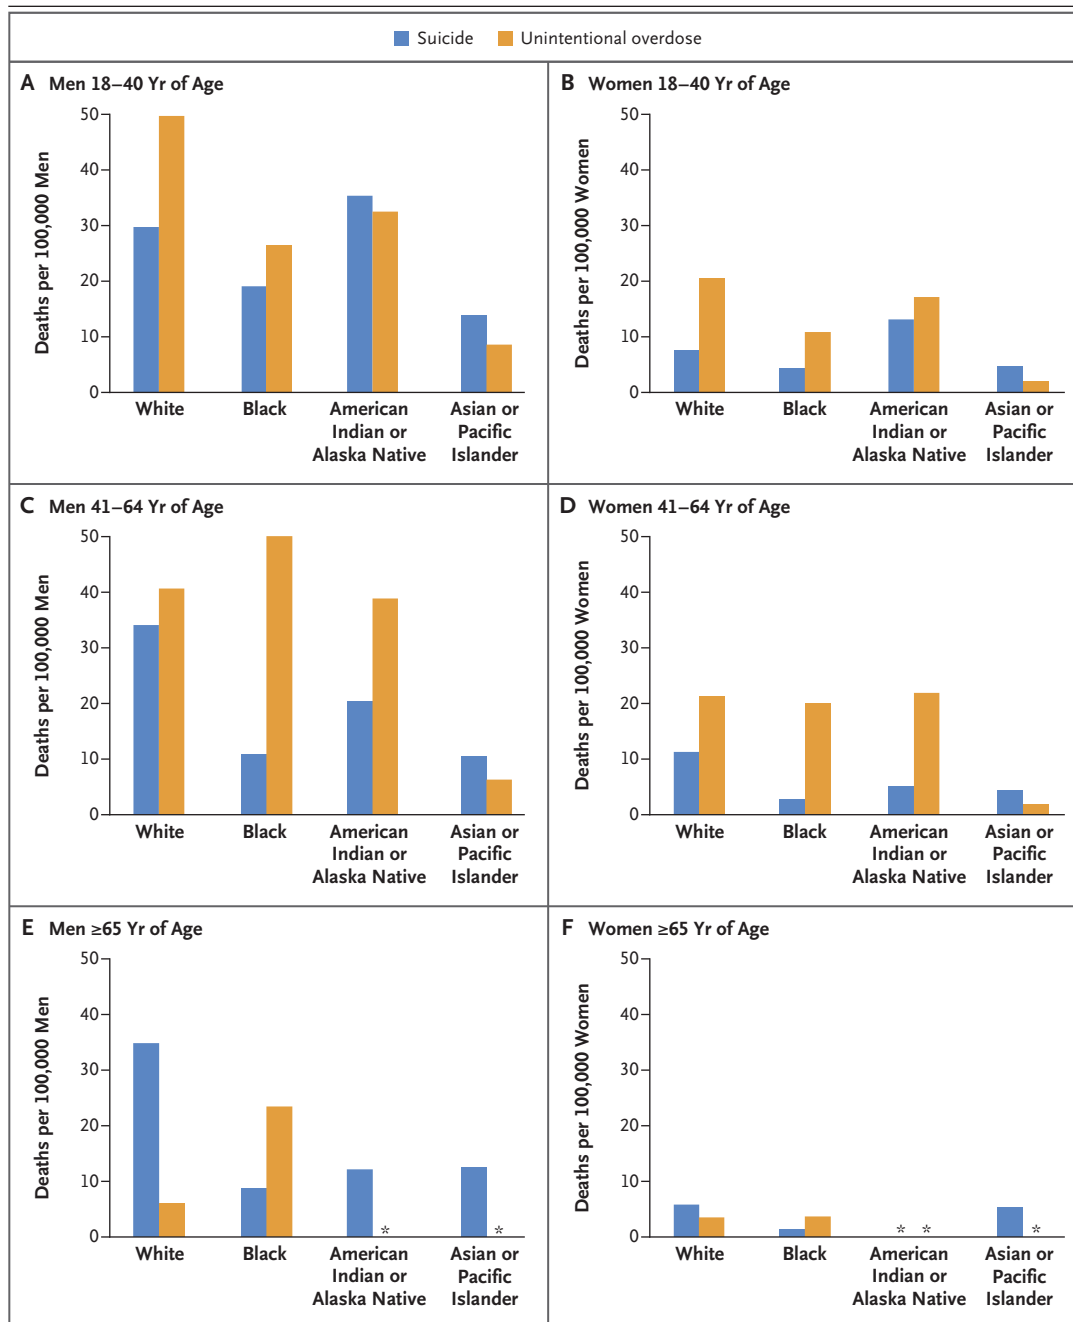 Suicide Unintentional overdose
A Men 18–40 Yr of Age
Deaths per 100,000 Men
50
40
30
20
10
0
White Black American Indian or Alaska Native Asian or Pacific Islander
B Women 18–40 Yr of Age
Deaths per 100,000 Women
50
40
30
20
10
0
White Black American Indian or Alaska Native Asian or Pacific Islander
C Men 41–64 Yr of Age
Deaths per 100,000 Men
50
40
30
20
10
0
White Black American Indian or Alaska Native Asian or Pacific Islander
D Women 41–64 Yr of Age
Deaths per 100,000 Women
50
40
30
20
10
0
White Black American Indian or Alaska Native Asian or Pacific Islander
E Men ≥65 Yr of Age
Deaths per 100,000 Men
50
40
30
20
10
0
* *
White Black American Indian or Alaska Native Asian or Pacific Islander
F Women ≥65 Yr of Age
Deaths per 100,000 Women
50
40
30
20
10
0
* * *
White Black American Indian or Alaska Native Asian or Pacific Islander